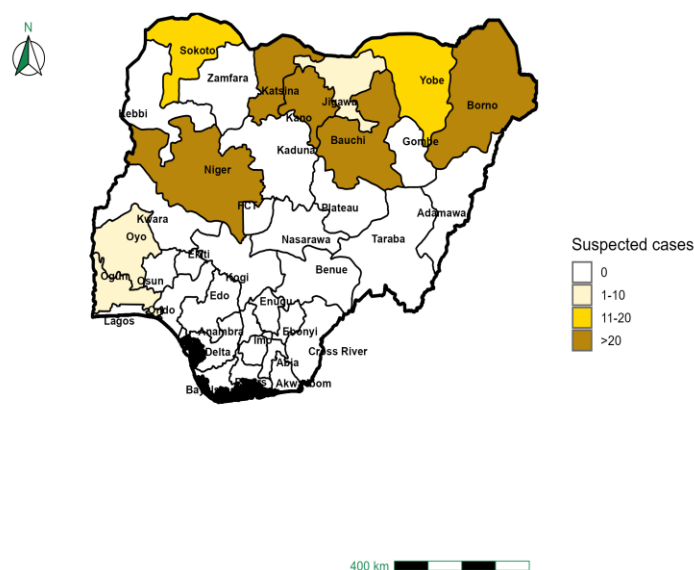 N
Sokoto
Zamfara
Katsina
Jigawa
Yobe
Borno
Kebbi
Kano
Kaduna
Bauchi
Gombe
Niger
FCT
Plateau
Adamawa
Kwara
Oyo
Nasarawa
Taraba
Ekiti
Kogi
Benue
Ogun
Osun
Edo
Enugu
Lagos
Ondo
Anambra
Imo
Ebonyi
Delta
Abia
Cross River
Bayelsa
Rivers
Akwa Ibom
Suspected cases
0
1-10
11-20
>20
400 km